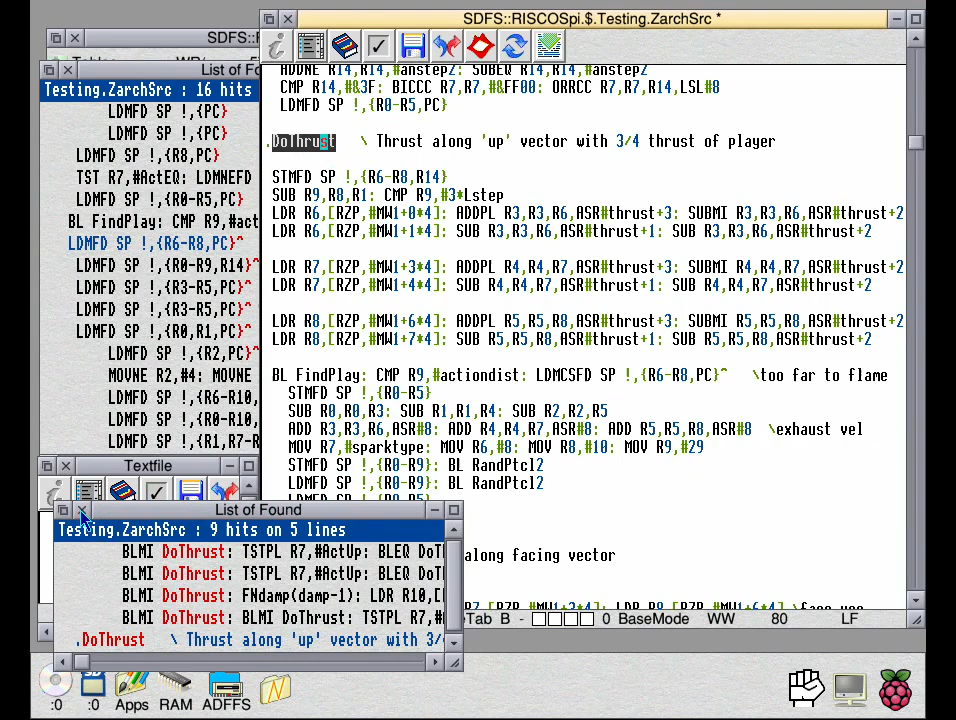 SDFS::RISCOSpi.$.Testing.ZarchSrc *
SDFS::R
List of Fou
Testing.ZarchSrc : 16 hits
LDMFD SP !,{PC}
LDMFD SP !,{PC}
LDMFD SP !,{R8,PC}
TST R7,#ActEQ: LDMNEFD
LDMFD SP !,{R0-R5,PC}
BL FindPlay: CMP R9,#act
LDMFD SP !,{R6-R8,PC}^
LDMFD SP !,{R0-R9,R14}^
LDMFD SP !,{R3-R5,PC}^
LDMFD SP !,{R3-R5,PC}^
LDMFD SP !,{R0,R1,PC}^
LDMFD SP !,{R2,PC}^
MOVNE R2,#4: MOVNE
LDMFD SP !,{R6-R10,
LDMFD SP !,{R0-R10,
LDMFD SP !,{R1,R7-R
ADDNE R14,R14,#anstep2: SUBEQ R14,R14,#anstep2
CMP R14,#&3F: BICCC R7,R7,#&FF00: ORRCC R7,R7,R14,LSL#8
LDMFD SP !,{R0-R5,PC}
.DoThrust \ Thrust along 'up' vector with 3/4 thrust of player
STMFD SP !,{R6-R8,R14}
SUB R9,R8,R1: CMP R9,#3*Lstep
LDR R6,[RZP,#MW1+0*4]: ADDPL R3,R3,R6,ASR#thrust+3: SUBMI R3,R3,R6,ASR#thrust+2
LDR R6,[RZP,#MW1+1*4]: SUB R3,R3,R6,ASR#thrust+1: SUB R3,R3,R6,ASR#thrust+2
LDR R7,[RZP,#MW1+3*4]: ADDPL R4,R4,R7,ASR#thrust+3: SUBMI R4,R4,R7,ASR#thrust+2
LDR R7,[RZP,#MW1+4*4]: SUB R4,R4,R7,ASR#thrust+1: SUB R4,R4,R7,ASR#thrust+2
LDR R8,[RZP,#MW1+6*4]: ADDPL R5,R5,R8,ASR#thrust+3: SUBMI R5,R5,R8,ASR#thrust+2
LDR R8,[RZP,#MW1+7*4]: SUB R5,R5,R8,ASR#thrust+1: SUB R5,R5,R8,ASR#thrust+2
BL FindPlay: CMP R9,#actiondist: LDMCSFD SP !,{R6-R8,PC}^ \too far to flame
STMFD SP !,{R0-R5}
SUB R0,R0,R3: SUB R1,R1,R4: SUB R2,R2,R5
ADD R3,R3,R6,ASR#8: ADD R4,R4,R7,ASR#8: ADD R5,R5,R8,ASR#8 \exhaust vel
MOV R7,#sparktype: MOV R6,#8: MOV R8,#10: MOV R9,#29
STMFD SP !,{R0-R9}: BL RandPtcl2
LDMFD SP !,{R0-R9}: BL RandPtcl2
along facing vector
Textfile
List of Found
Testing.ZarchSrc : 9 hits on 5 lines
BLMI DoThrust: TSTPL R7,#ActUp: BLEQ DoT
BLMI DoThrust: TSTPL R7,#ActUp: BLEQ DoT
BLMI DoThrust: FNdamp(damp-1): LDR R10,[
BLMI DoThrust: BLMI DoThrust: TSTPL R7,#
.DoThrust \ Thrust along 'up' vector with 3/
eTab B - 0 BaseMode WW 80 LF
:0
SD
:0
Apps
RAM
ADFFS